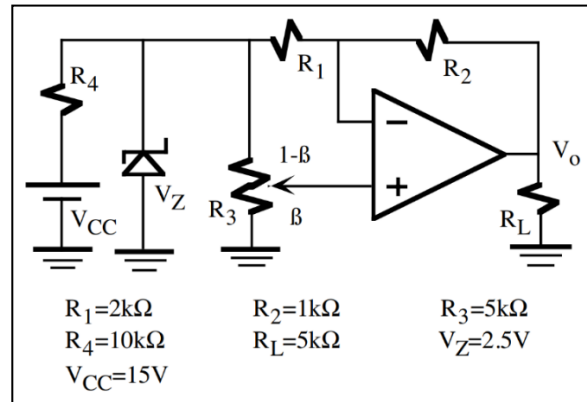 R4
R1
R2
1-ß
VZ
R3
ß
VCC
−
+
Vo
RL
R1=2kΩ R2=1kΩ R3=5kΩ
R4=10kΩ RL=5kΩ VZ=2.5V
VCC=15V